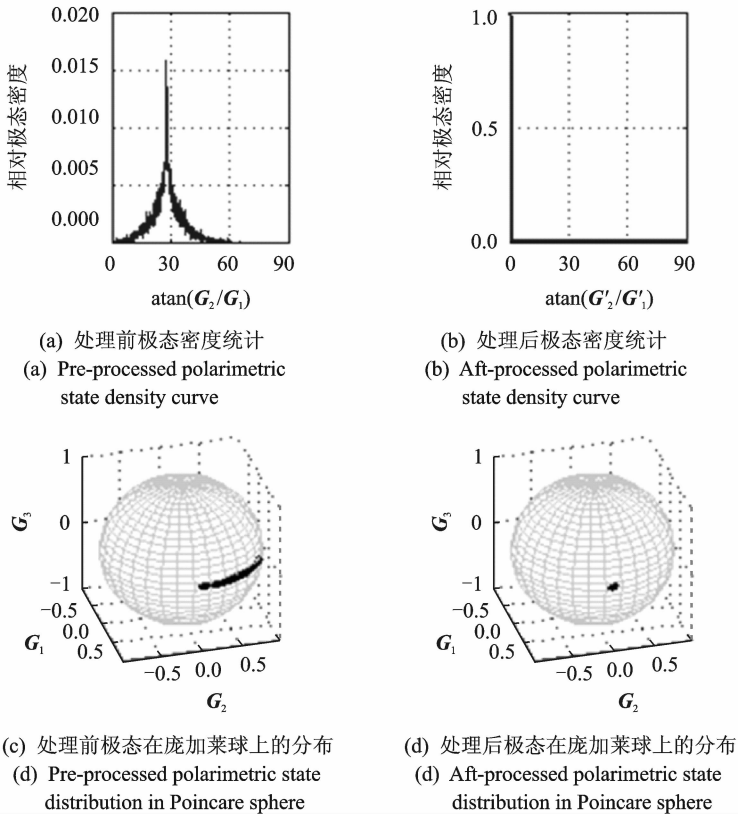 0.020
0.015
0.010
0.005
0.000
相对极态密度
0 30 60 90
atan(G₂/G₁)
(a) 处理前极态密度统计
(a) Pre-processed polarimetric
state density curve
1.0
0.5
0.0
相对极态密度
0 30 60 90
atan(G′₂/G′₁)
(b) 处理后极态密度统计
(b) Aft-processed polarimetric
state density curve
1
0
−1
G₃
−0.5
0.0
0.5
G₁
−0.5 0.0 0.5
G₂
(c) 处理前极态在庞加莱球上的分布
(d) Pre-processed polarimetric state
distribution in Poincare sphere
1
0
−1
G₃
−0.5
0.0
0.5
G₁
−0.5 0.0 0.5
G₂
(d) 处理后极态在庞加莱球上的分布
(d) Aft-processed polarimetric state
distribution in Poincare sphere